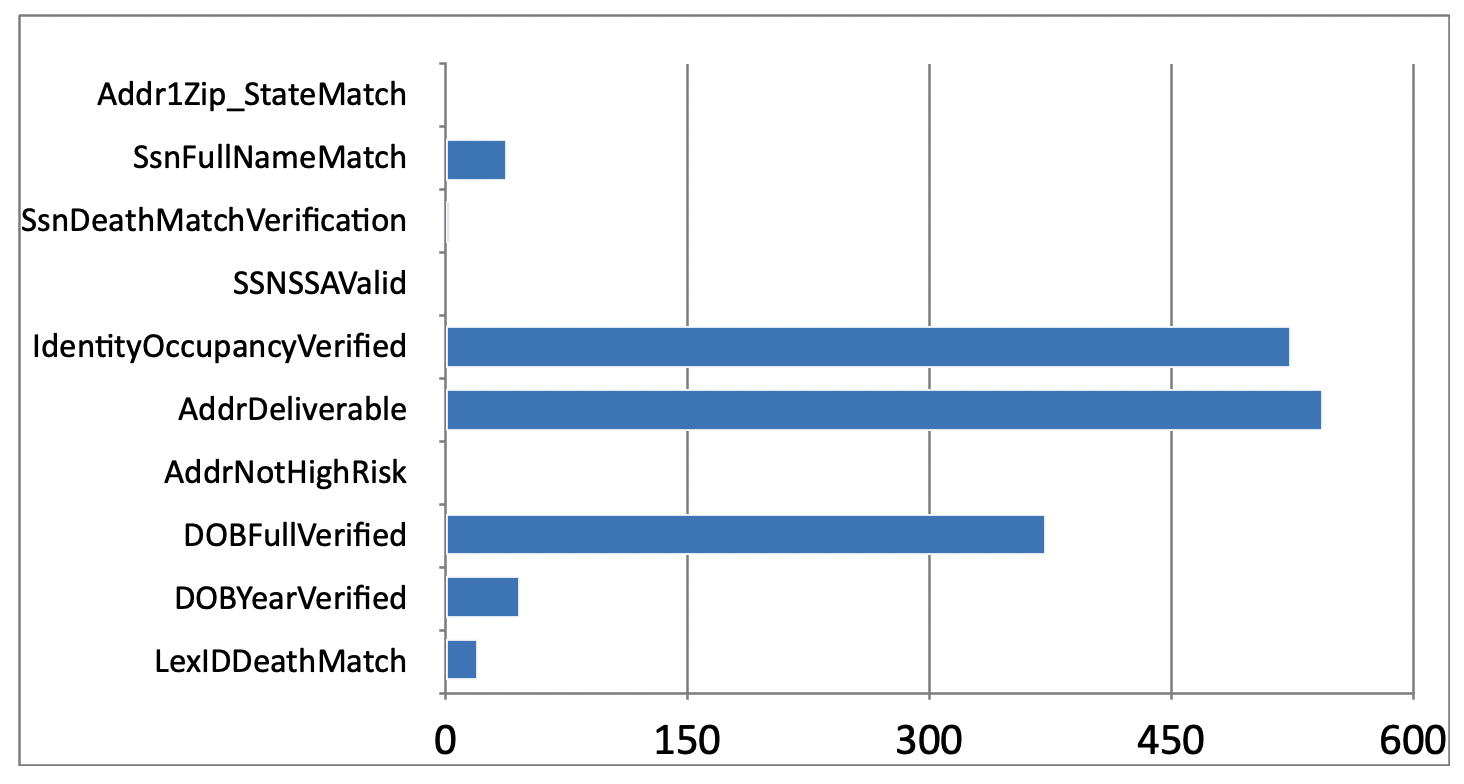 Addr1Zip_StateMatch
SsnFullNameMatch
SsnDeathMatchVerification
SSNSSAValid
IdentityOccupancyVerified
AddrDeliverable
AddrNotHighRisk
DOBFullVerified
DOBYearVerified
LexIDDeathMatch
0 150 300 450 600